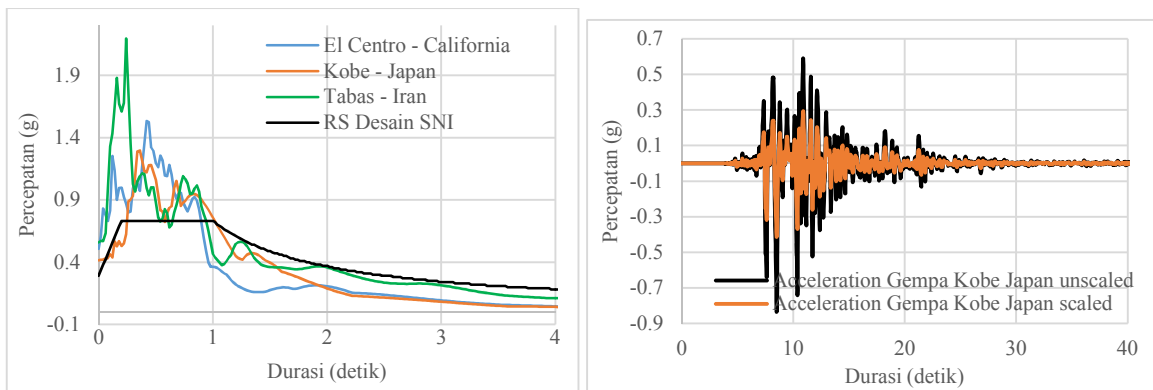 El Centro - California
Kobe - Japan
Tabas - Iran
RS Desain SNI
1.9
1.4
0.9
0.4
-0.1
0
1
2
3
4
Percepatan (g)
Durasi (detik)
0.7
0.5
0.3
0.1
-0.1
-0.3
-0.5
-0.7
-0.9
0
10
20
30
40
Percepatan (g)
Acceleration Gempa Kobe Japan unscaled
Acceleration Gempa Kobe Japan scaled
Durasi (detik)